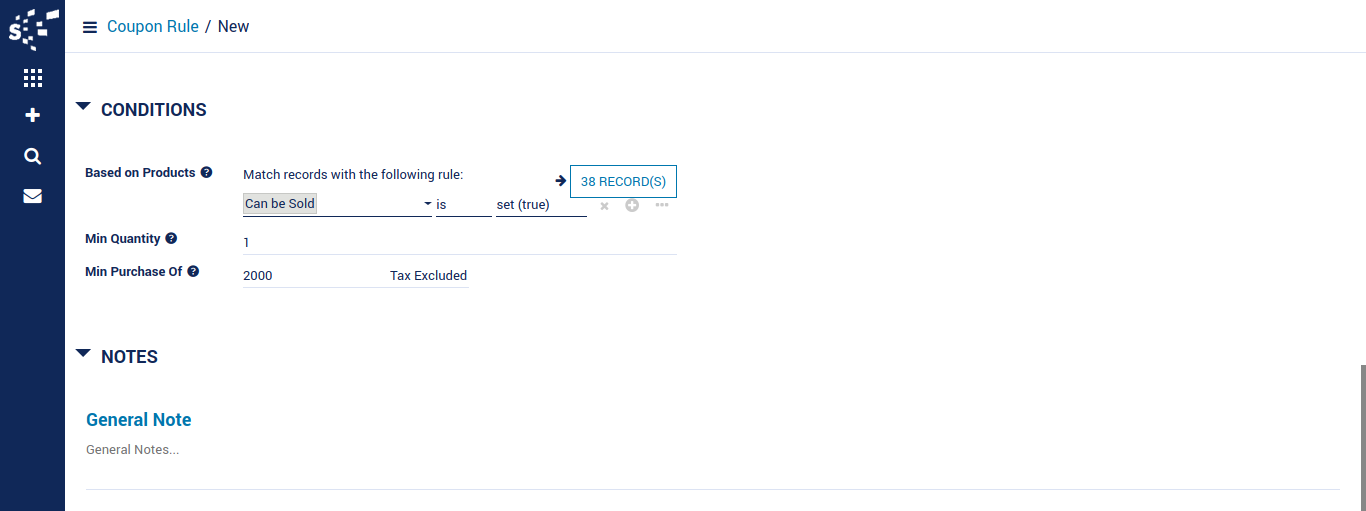 Coupon Rule / New
CONDITIONS
Based on Products
Match records with the following rule:
38 RECORD(S)
Can be Sold is set (true)
Min Quantity
1
Min Purchase Of
2000 Tax Excluded
NOTES
General Note
General Notes...